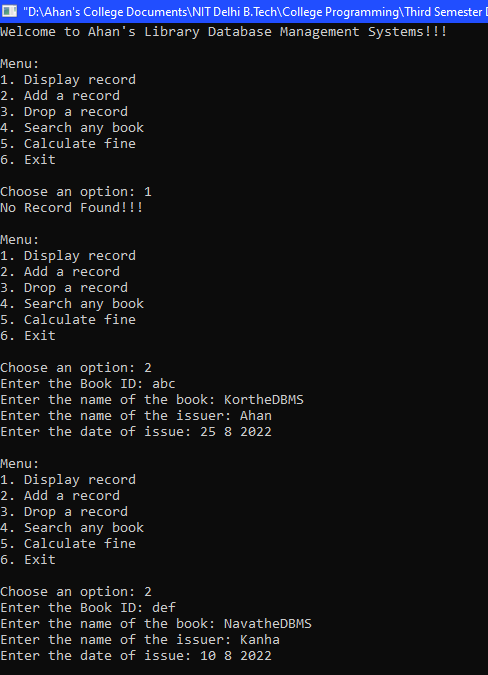 "D:\Ahan's College Documents\NIT Delhi B.Tech\College Programming\Third Semester
Welcome to Ahan's Library Database Management Systems!!!
Menu:
1. Display record
2. Add a record
3. Drop a record
4. Search any book
5. Calculate fine
6. Exit
Choose an option: 1
No Record Found!!!
Menu:
1. Display record
2. Add a record
3. Drop a record
4. Search any book
5. Calculate fine
6. Exit
Choose an option: 2
Enter the Book ID: abc
Enter the name of the book: KortheDBMS
Enter the name of the issuer: Ahan
Enter the date of issue: 25 8 2022
Menu:
1. Display record
2. Add a record
3. Drop a record
4. Search any book
5. Calculate fine
6. Exit
Choose an option: 2
Enter the Book ID: def
Enter the name of the book: NavatheDBMS
Enter the name of the issuer: Kanha
Enter the date of issue: 10 8 2022